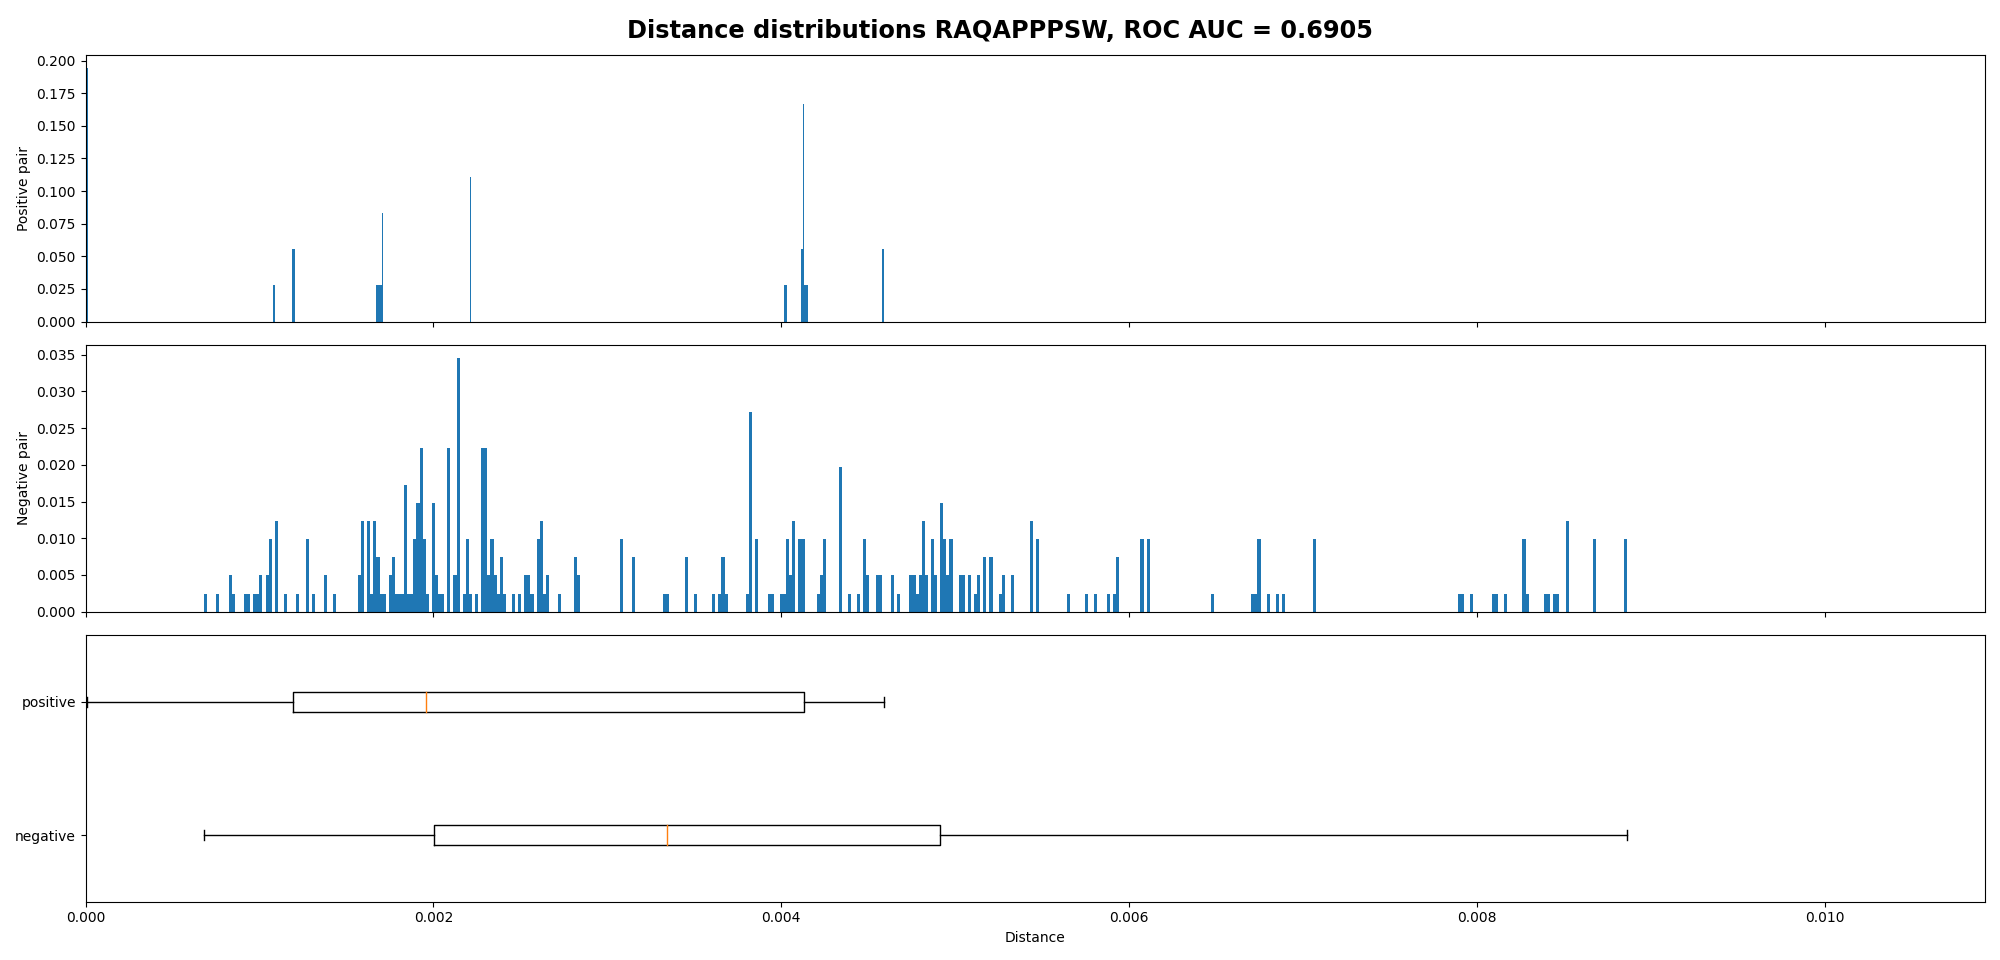 Distance distributions RAQAPPPSW, ROC AUC = 0.6905
0.200
0.175
0.150
0.125
0.100
0.075
0.050
0.025
0.000
Positive pair
0.035
0.030
0.025
0.020
0.015
0.010
0.005
0.000
Negative pair
positive
negative
0.000 0.002 0.004 0.006 0.008 0.010
Distance